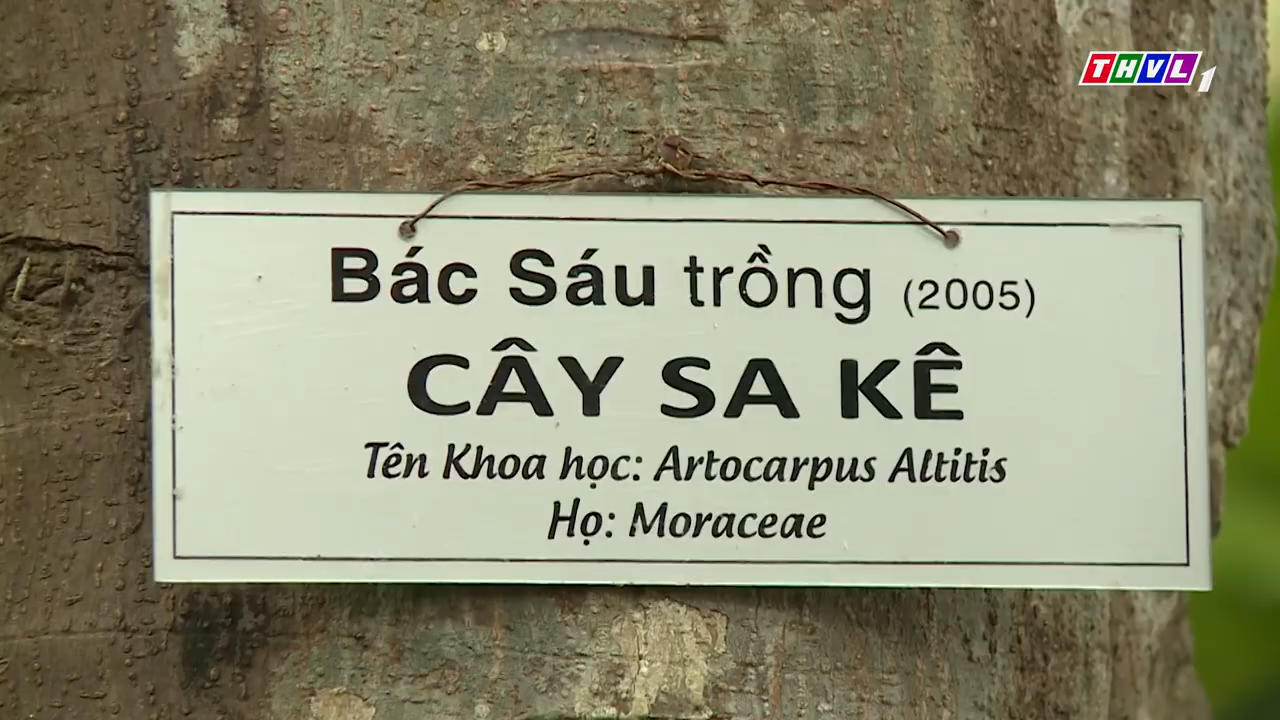 THVL 1
Bác Sáu trồng (2005)
CÂY SA KÊ
Tên Khoa học: Artocarpus Altitis
Họ: Moraceae